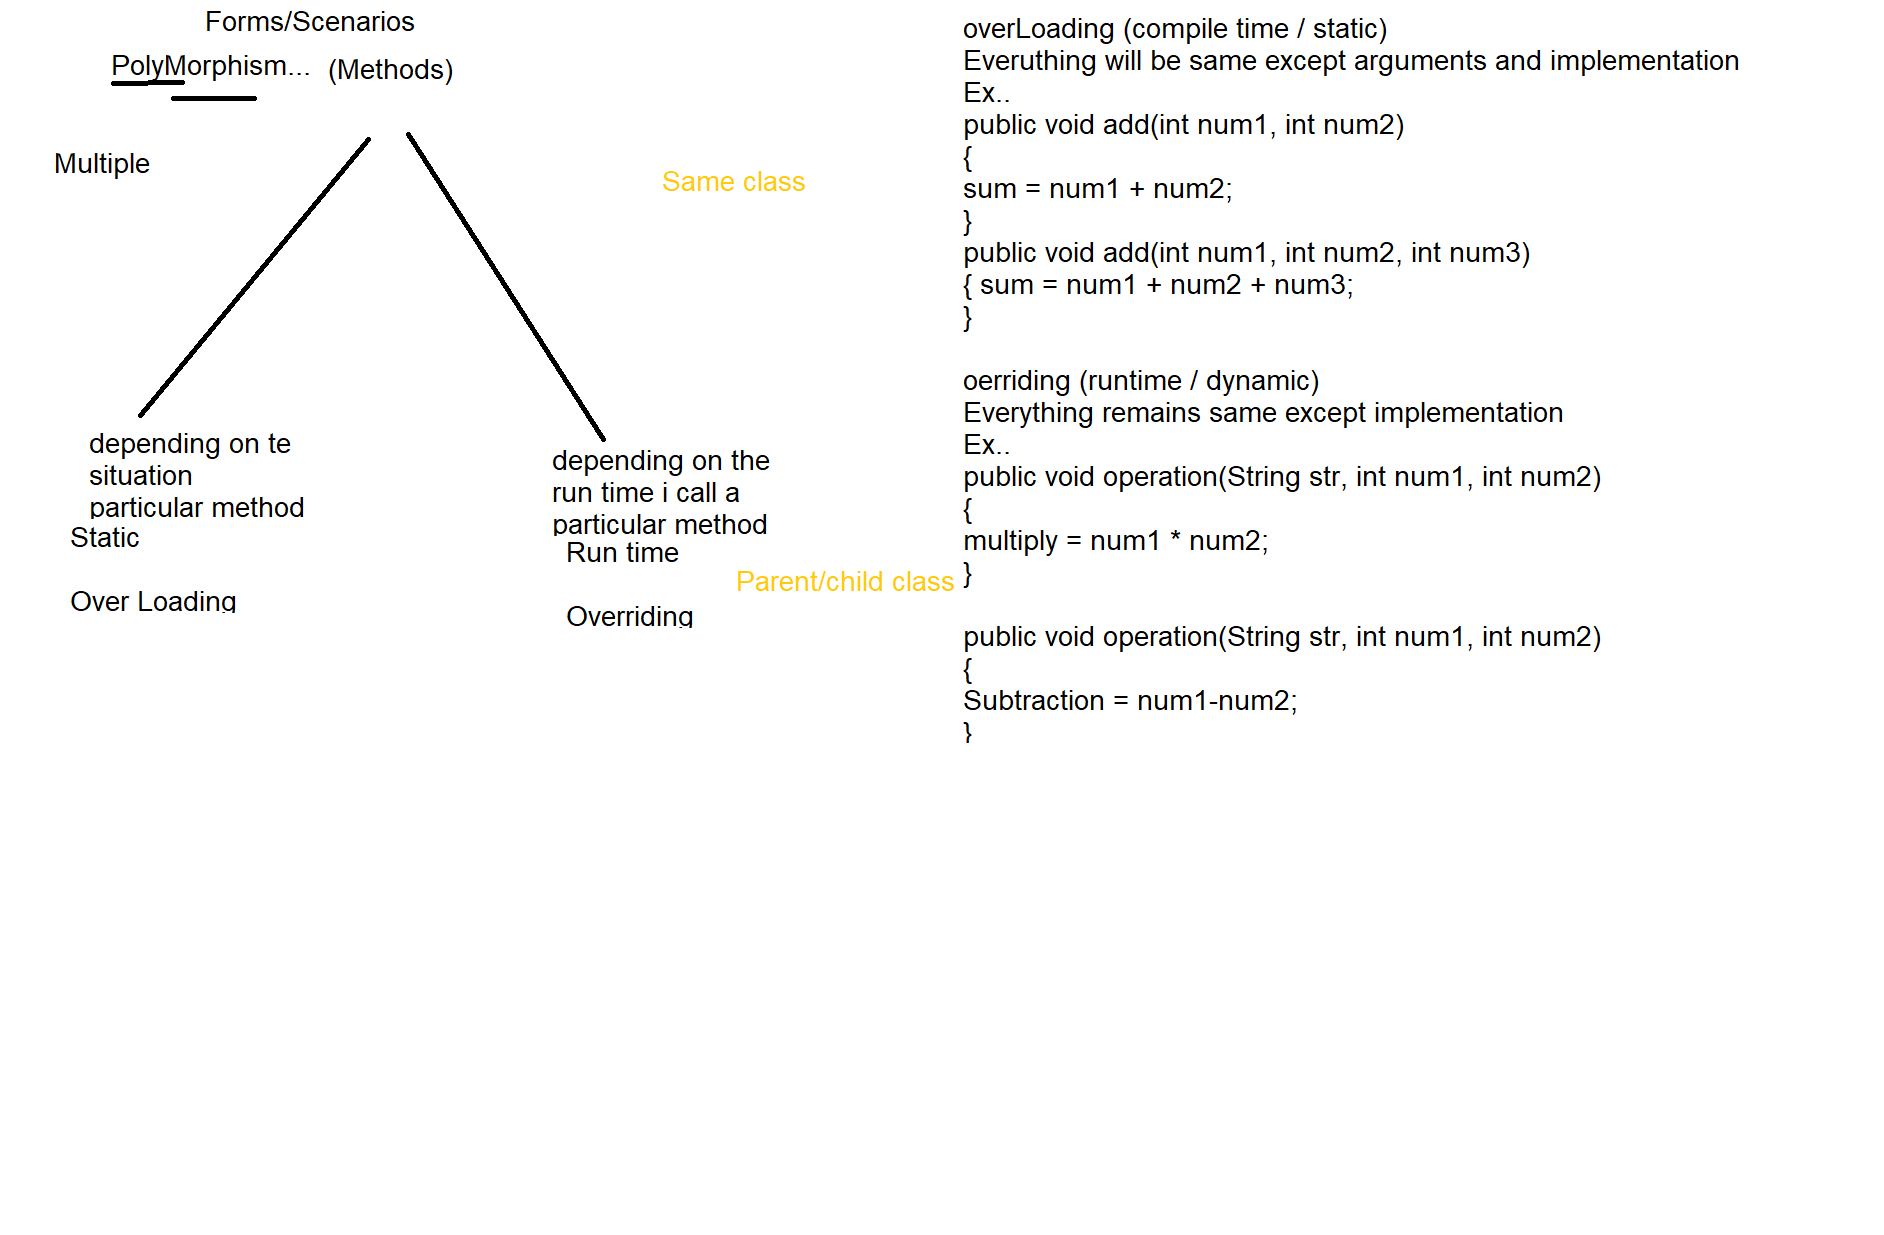 Forms/Scenarios
PolyMorphism... (Methods)
Multiple
depending on te
situation
particular method
Static
Over Loading
depending on the
run time i call a
particular method
Run time
Overriding
Same class
Parent/child class
overLoading (compile time / static)
Everuthing will be same except arguments and implementation
Ex..
public void add(int num1, int num2)
{
sum = num1 + num2;
}
public void add(int num1, int num2, int num3)
{ sum = num1 + num2 + num3;
}
oerriding (runtime / dynamic)
Everything remains same except implementation
Ex..
public void operation(String str, int num1, int num2)
{
multiply = num1 * num2;
}
public void operation(String str, int num1, int num2)
{
Subtraction = num1-num2;
}